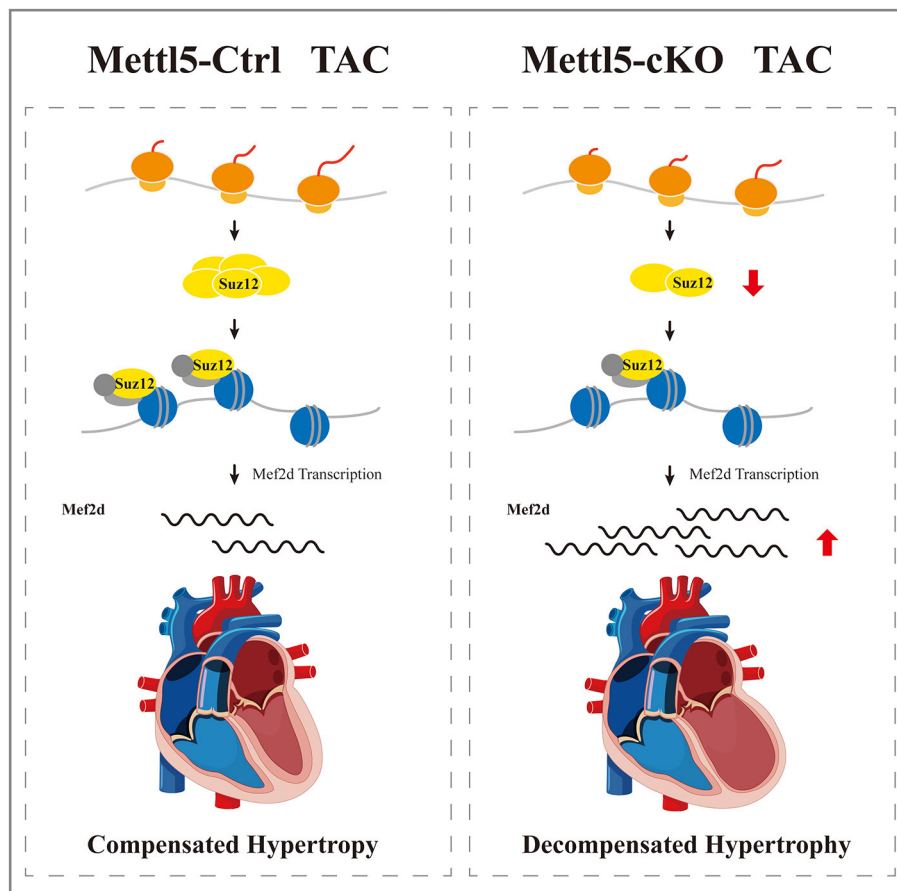 Mettl5-Ctrl TAC
Suz12
Suz12
Suz12
Mef2d Transcription
Mef2d
Compensated Hypertropy
Mettl5-cKO TAC
Suz12
Suz12
Mef2d Transcription
Mef2d
Decompensated Hypertrophy